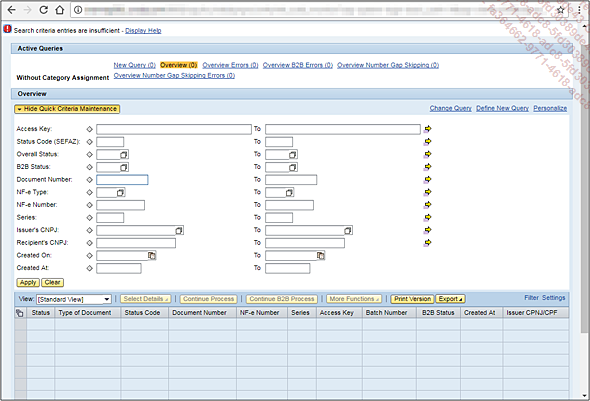 Search criteria entries are insufficient - Display Help
Active Queries
New Query (0) Overview (0) Overview Errors (0) Overview B2B Errors (0) Overview Number Gap Skipping (0)
Without Category Assignment Overview Number Gap Skipping Errors (0)
Overview
Hide Quick Criteria Maintenance Change Query Define New Query Personalize
Access Key: To
Status Code (SEFAZ): To
Overall Status: To
B2B Status: To
Document Number: To
NF-e Type: To
NF-e Number: To
Series: To
Issuer's CNPJ: To
Recipient's CNPJ: To
Created On: To
Created At: To
Apply Clear
View: [Standard View] Select Details Continue Process Continue B2B Process More Functions Print Version Export Filter Settings
Status Type of Document Status Code Document Number NF-e Number Series Access Key Batch Number B2B Status Created At Issuer CPNJ/CPF